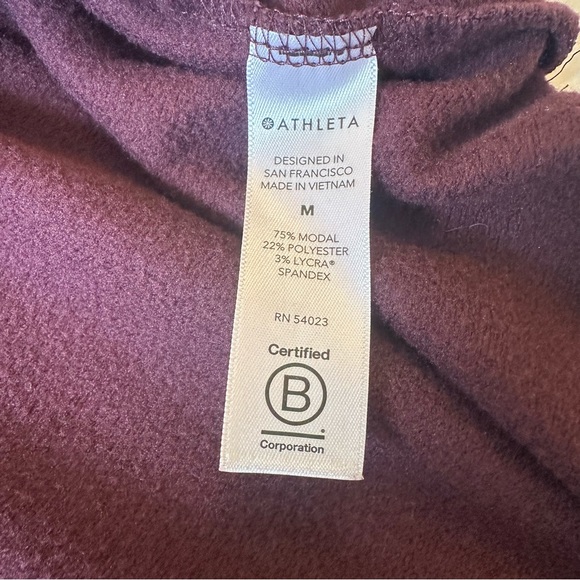 ATHLETA
DESIGNED IN
SAN FRANCISCO
MADE IN VIETNAM
M
75% MODAL
22% POLYESTER
3% LYCRA®
SPANDEX
RN 54023
Certified
B
Corporation